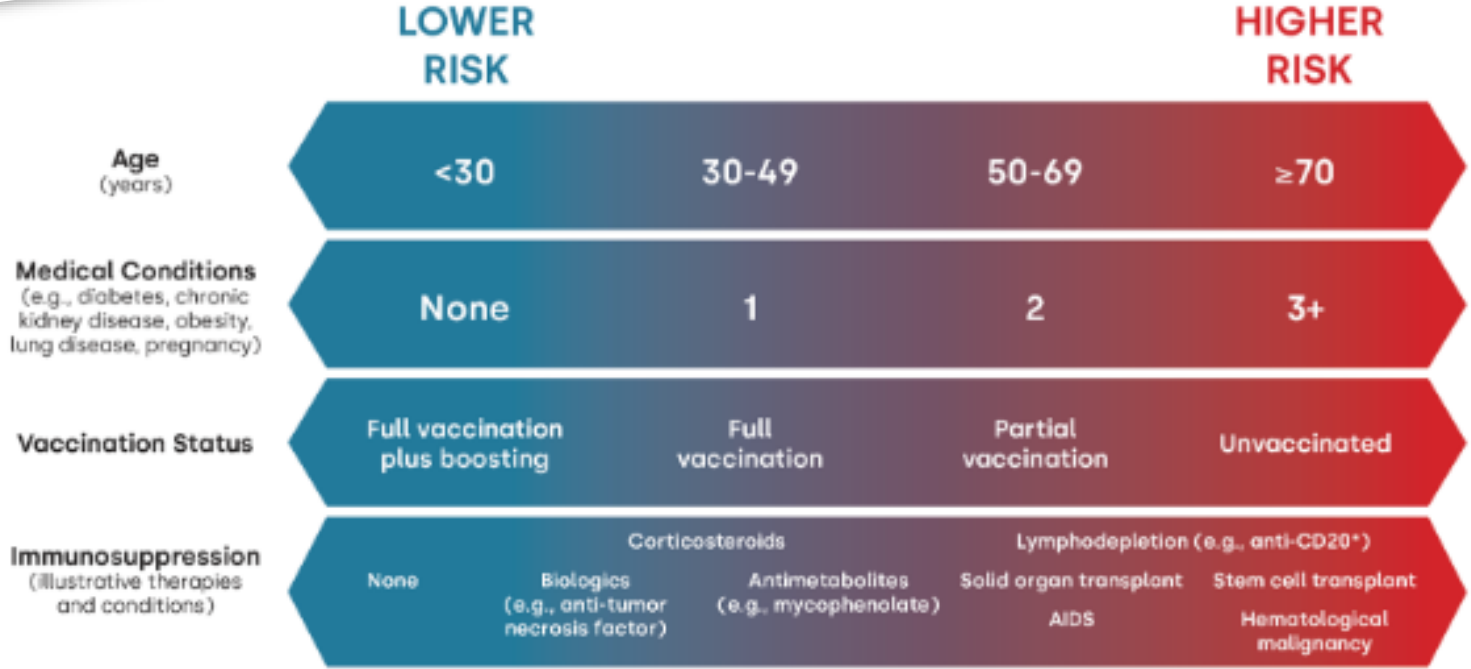 LOWER
RISK
HIGHER
RISK
Age
(years)
<30
30-49
50-69
≥70
Medical Conditions
(e.g., diabetes, chronic
kidney disease, obesity,
lung disease, pregnancy)
None
1
2
3+
Vaccination Status
Full vaccination
plus boosting
Full
vaccination
Partial
vaccination
Unvaccinated
Immunosuppression
(illustrative therapies
and conditions)
None
Corticosteroids
Biologics
(e.g., anti-tumor
necrosis factor)
Antimetabolites
(e.g., mycophenolate)
Lymphodepletion (e.g., anti-CD20*)
Solid organ transplant
AIDS
Stem cell transplant
Hematological
malignancy